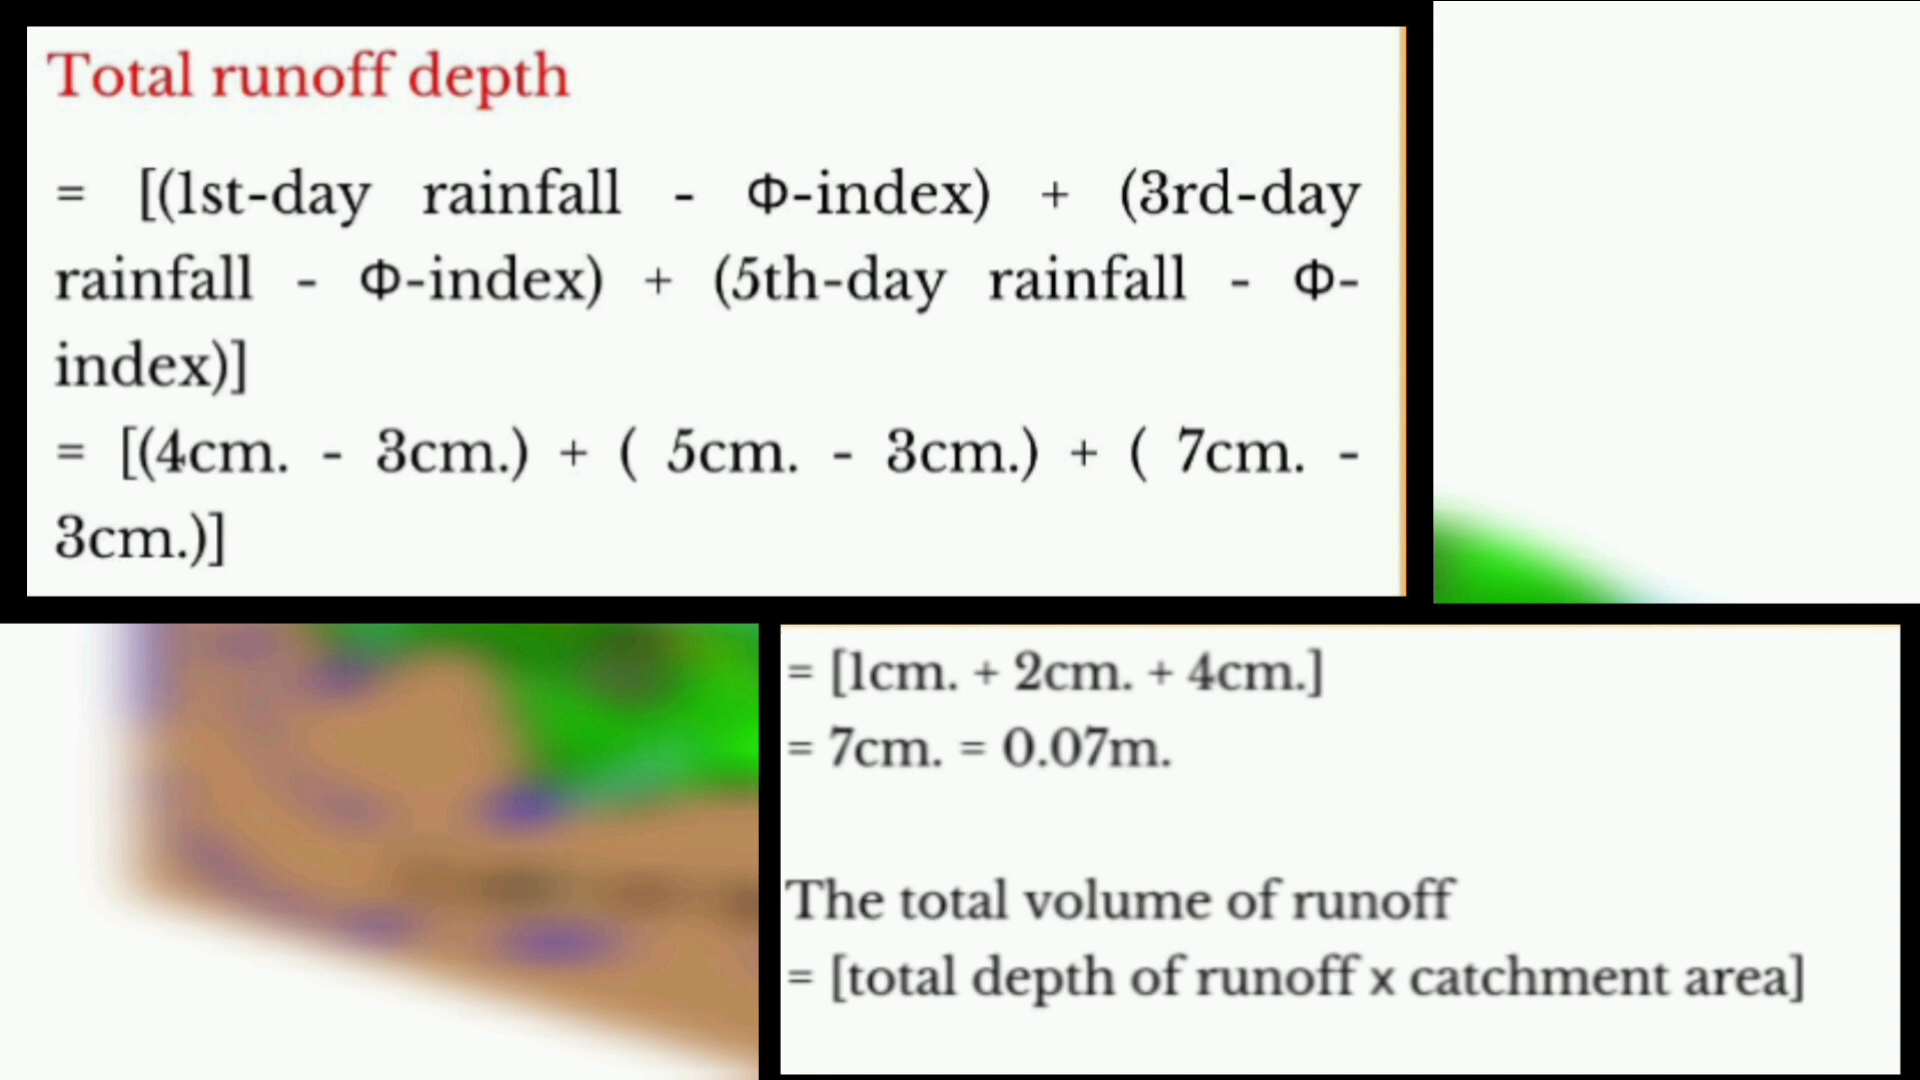 Total runoff depth
= [(1st-day rainfall - Φ-index) + (3rd-day
rainfall - Φ-index) + (5th-day rainfall - Φ-
index)]
= [(4cm. - 3cm.) + ( 5cm. - 3cm.) + ( 7cm. -
3cm.)]
= [1cm. + 2cm. + 4cm.]
= 7cm. = 0.07m.
The total volume of runoff
= [total depth of runoff x catchment area]